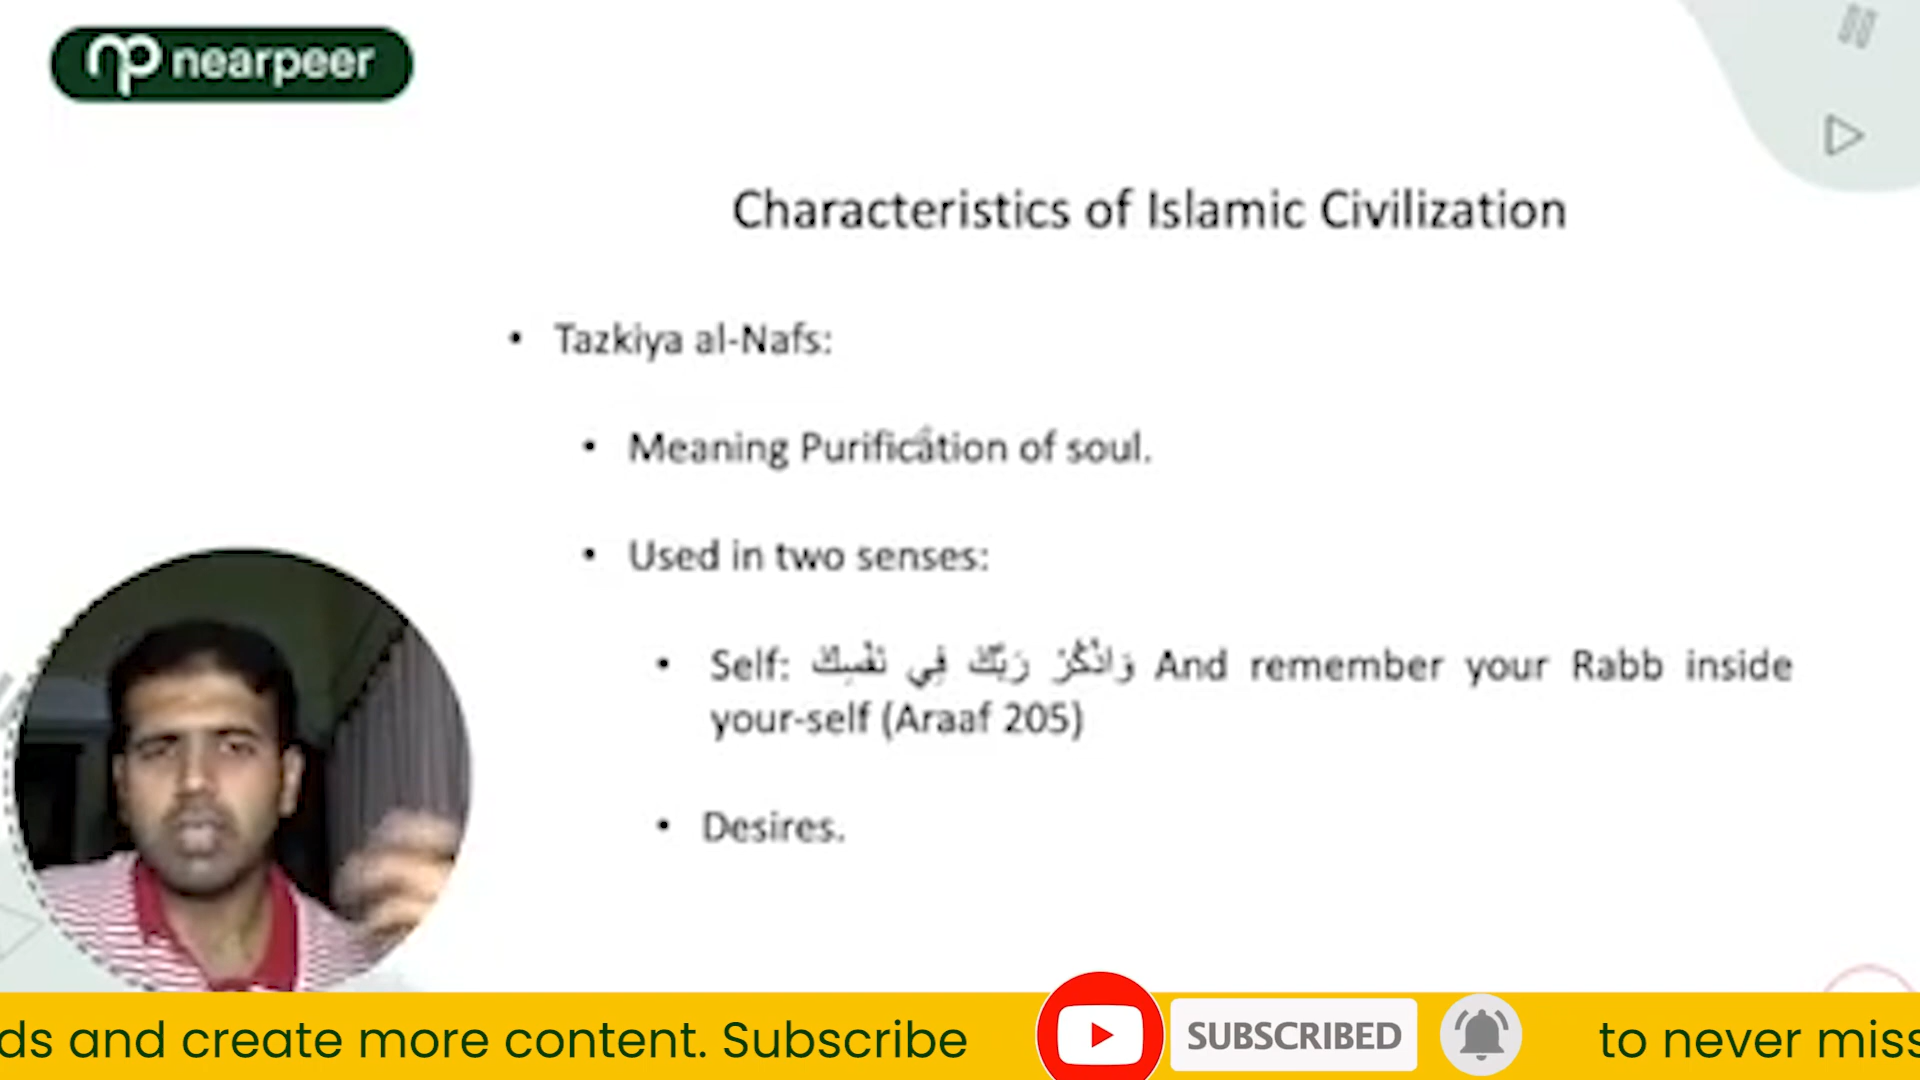 nearpeer
Characteristics of Islamic Civilization
• Tazkiya al-Nafs:
• Meaning Purification of soul.
• Used in two senses:
• Self: وَاذْكُرْ رَبَّكَ فِي نَفْسِكَ And remember your Rabb inside
your-self (Araaf 205)
• Desires.
ds and create more content. Subscribe SUBSCRIBED to never miss